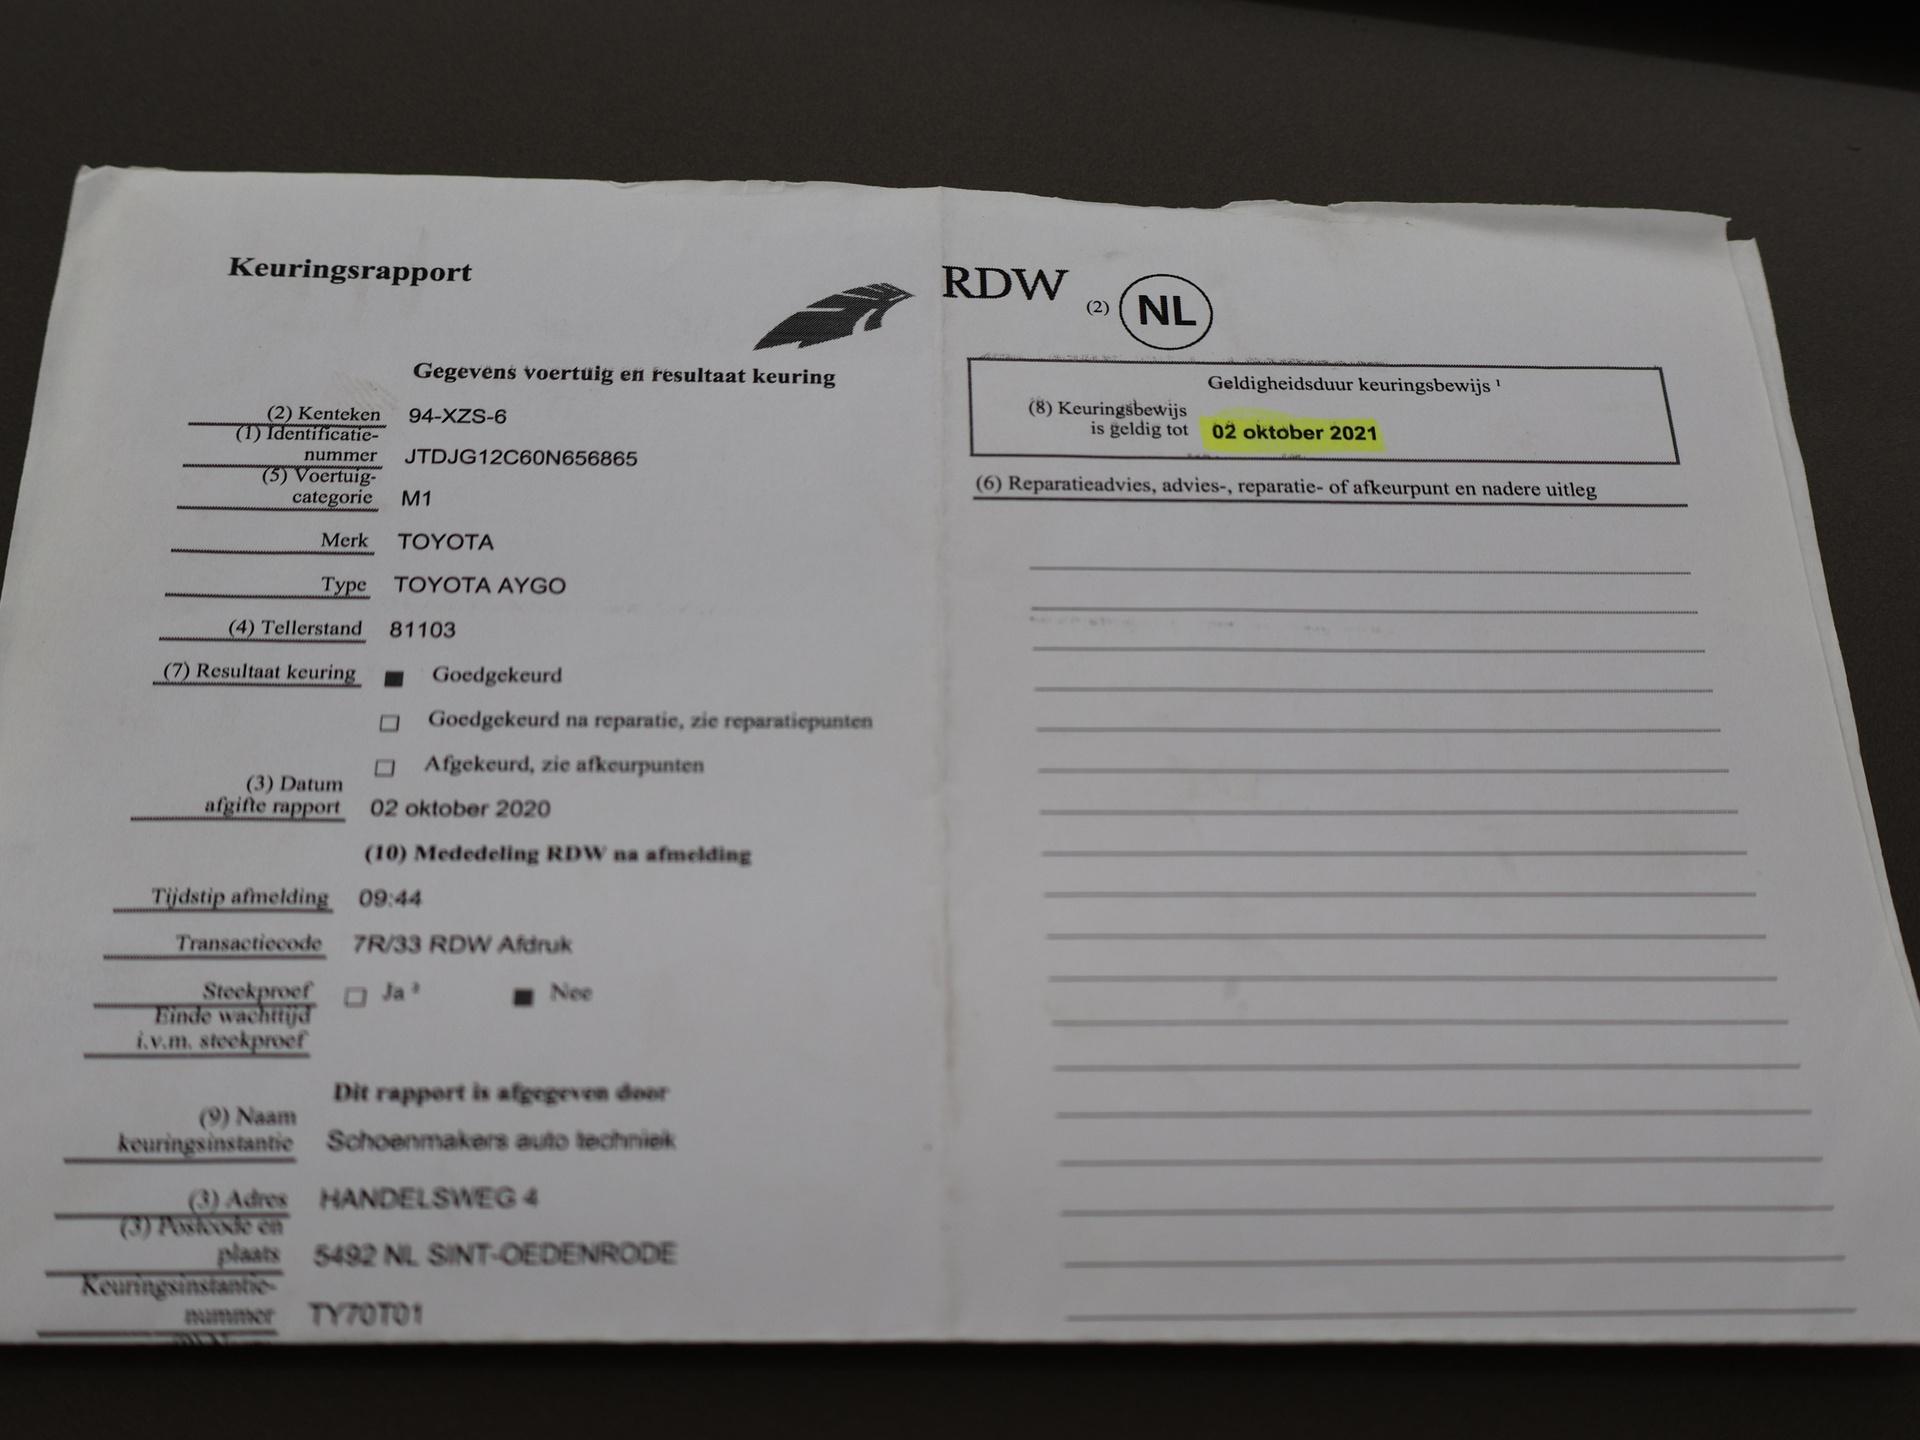 Keuringsrapport
RDW (2) NL
Gegevens voertuig en resultaat keuring
(2) Kenteken 94-XZS-6
(1) Identificatie-
nummer JTDJG12C60N656865
(5) Voertuig-
categorie M1
Merk TOYOTA
Type TOYOTA AYGO
(4) Tellerstand 81103
(7) Resultaat keuring ■ Goedgekeurd
□ Goedgekeurd na reparatie, zie reparatiepunten
□ Afgekeurd, zie afkeurpunten
(3) Datum
afgifte rapport 02 oktober 2020
(10) Mededeling RDW na afmelding
Tijdstip afmelding 09:44
Transactiecode 7R/33 RDW Afdruk
Steekproef □ Ja ² ■ Nee
Einde wachttijd
i.v.m. steekproef
Dit rapport is afgegeven door
(9) Naam
keuringsinstantie Schoenmakers auto techniek
(3) Adres HANDELSWEG 4
(3) Postcode en
plaats 5492 NL SINT-OEDENRODE
Keuringsinstantie-
nummer TY70T01
Geldigheidsduur keuringsbewijs ¹
(8) Keuringsbewijs
is geldig tot 02 oktober 2021
(6) Reparatieadvies, advies-, reparatie- of afkeurpunt en nadere uitleg